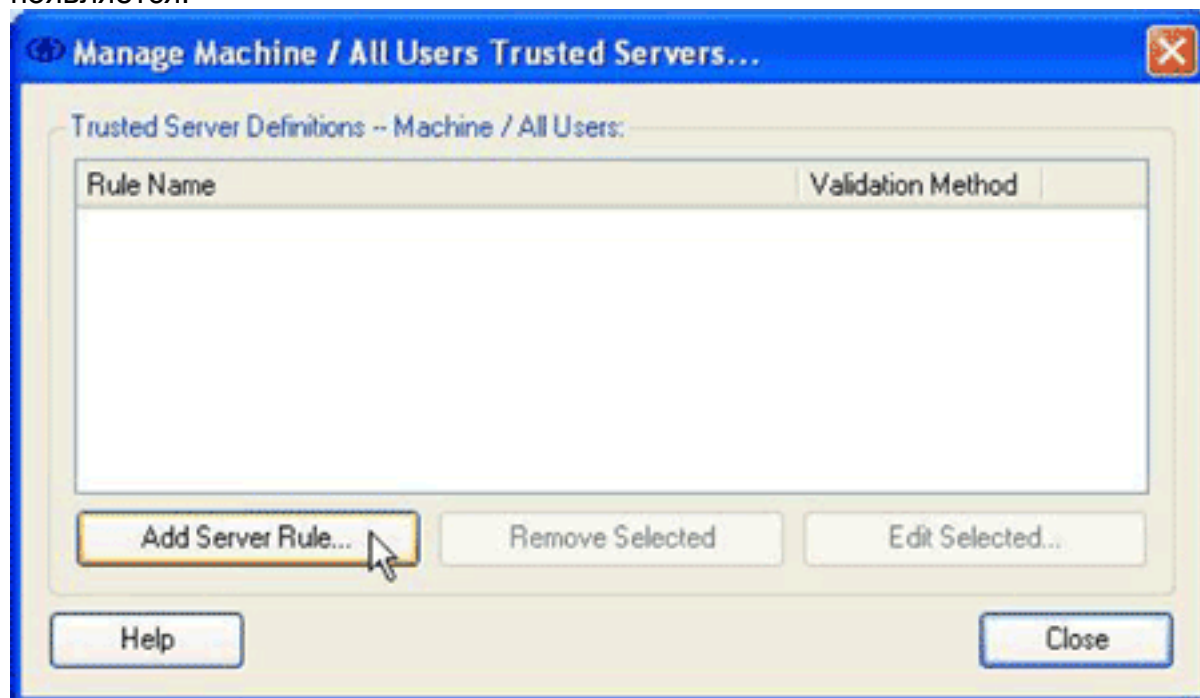 появляется.
Manage Machine / All Users Trusted Servers...
Trusted Server Definitions -- Machine / All Users:
Rule Name Validation Method
Add Server Rule... Remove Selected Edit Selected...
Help Close